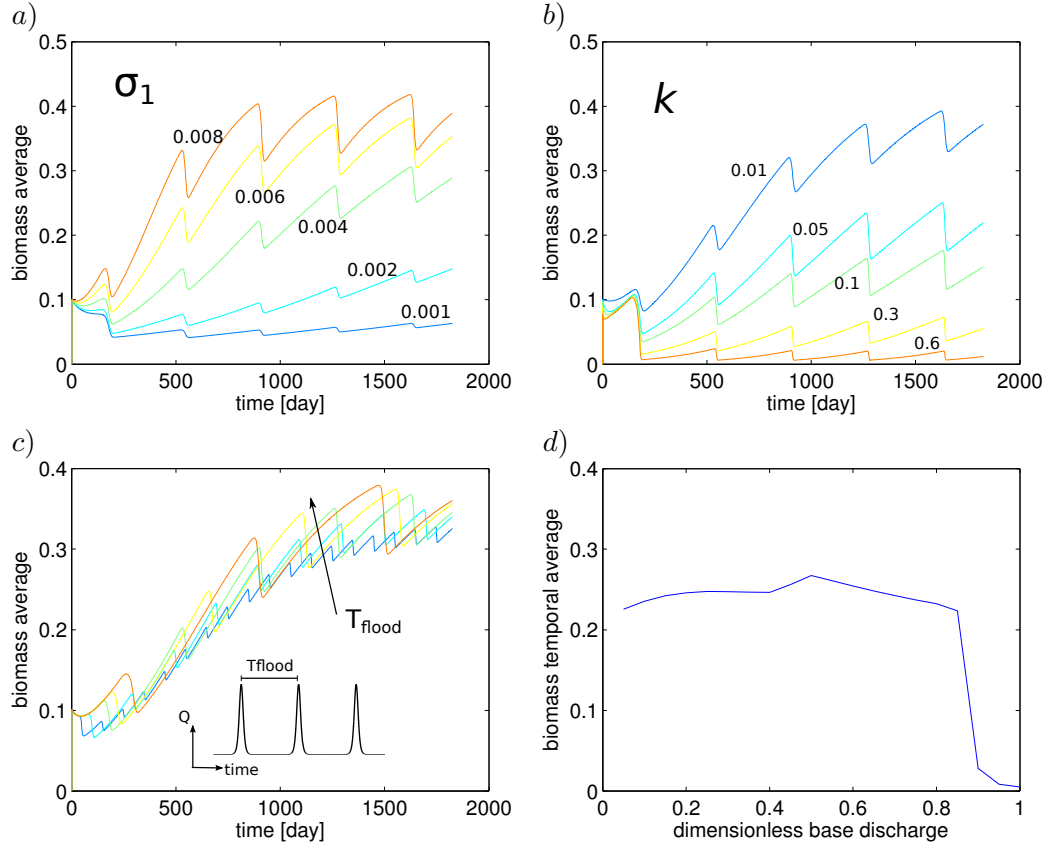 a)
0.5
0.4
0.3
0.2
0.1
0
biomass average
σ1
0.008
0.006
0.004
0.002
0.001
0 500 1000 1500 2000
time [day]
b)
0.5
0.4
0.3
0.2
0.1
0
biomass average
k
0.01
0.05
0.1
0.3
0.6
0 500 1000 1500 2000
time [day]
c)
0.4
0.3
0.2
0.1
0
biomass average
Tflood
Tflood
Q
time
0 500 1000 1500 2000
time [day]
d)
0.4
0.3
0.2
0.1
0
biomass temporal average
0 0.2 0.4 0.6 0.8 1
dimensionless base discharge